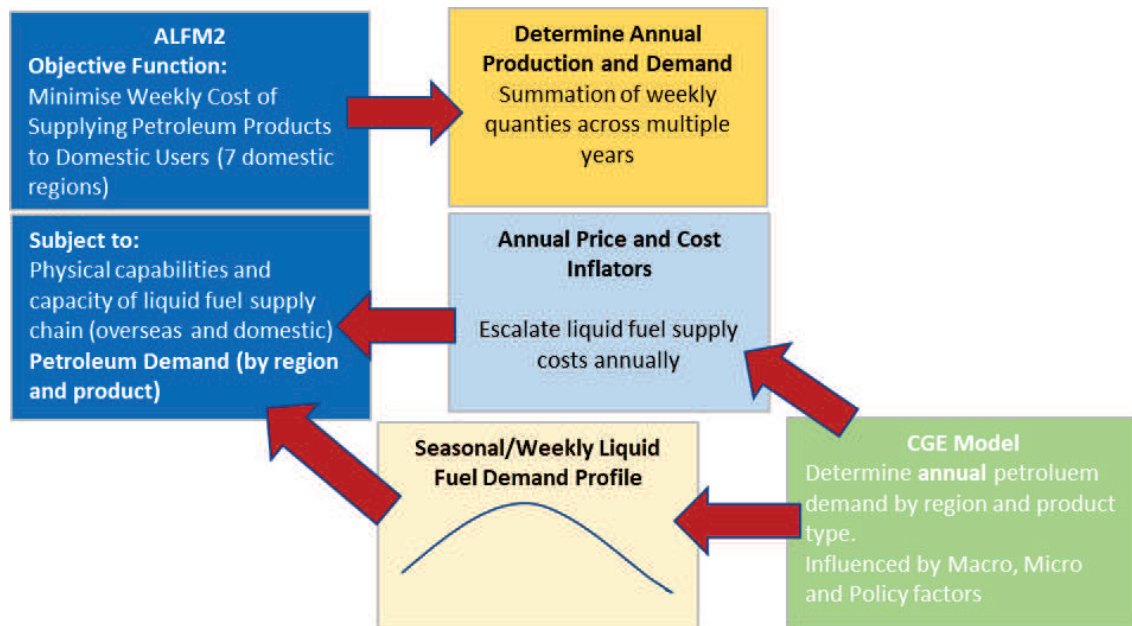 ALFM2
Objective Function:
Minimise Weekly Cost of
Supplying Petroleum Products
to Domestic Users (7 domestic
regions)
Determine Annual
Production and Demand
Summation of weekly
quanties across multiple
years
Subject to:
Physical capabilities and
capacity of liquid fuel supply
chain (overseas and domestic)
Petroleum Demand (by region
and product)
Annual Price and Cost
Inflators
Escalate liquid fuel supply
costs annually
Seasonal/Weekly Liquid
Fuel Demand Profile
CGE Model
Determine annual petroluem
demand by region and product
type.
Influenced by Macro, Micro
and Policy factors